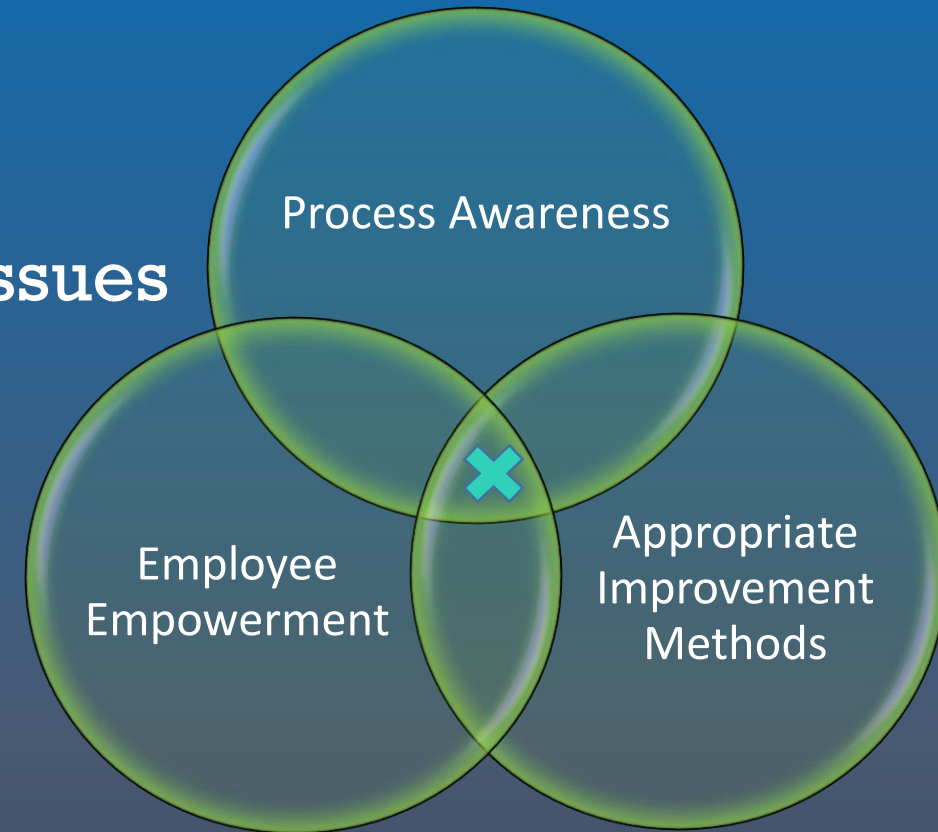 Process Awareness
ssues
Employee
Empowerment
Appropriate
Improvement
Methods